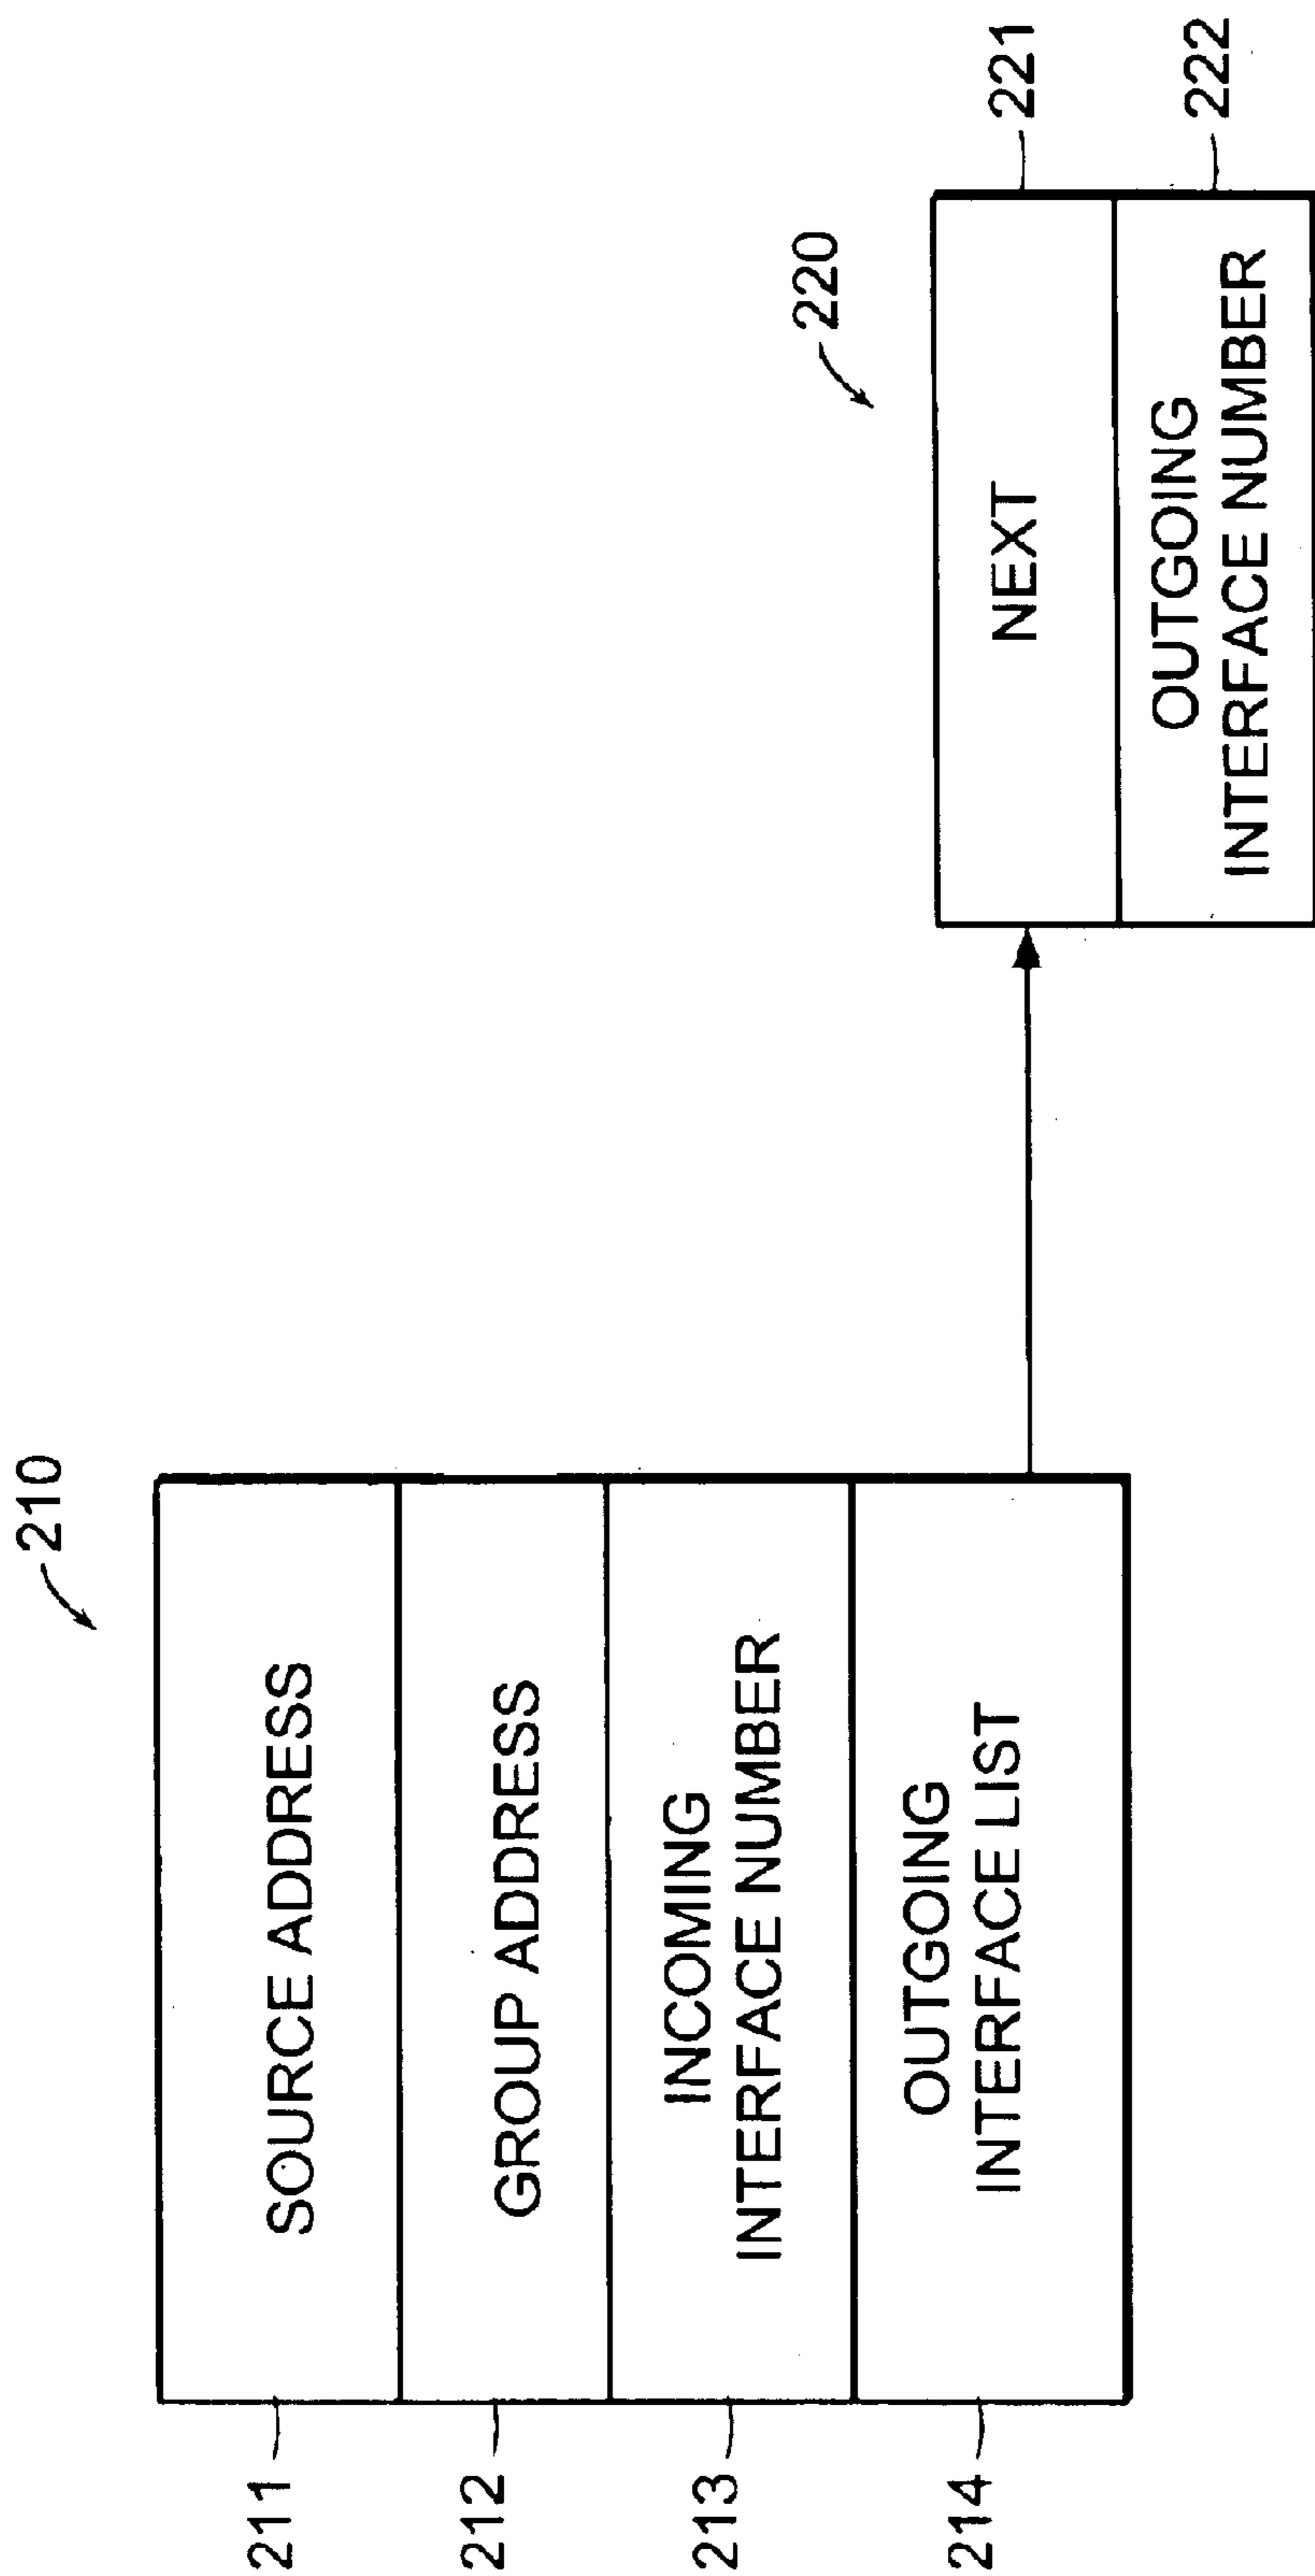 210
211
SOURCE ADDRESS
212
GROUP ADDRESS
213
INCOMING
INTERFACE NUMBER
214
OUTGOING
INTERFACE LIST
220
NEXT
221
OUTGOING
INTERFACE NUMBER
222